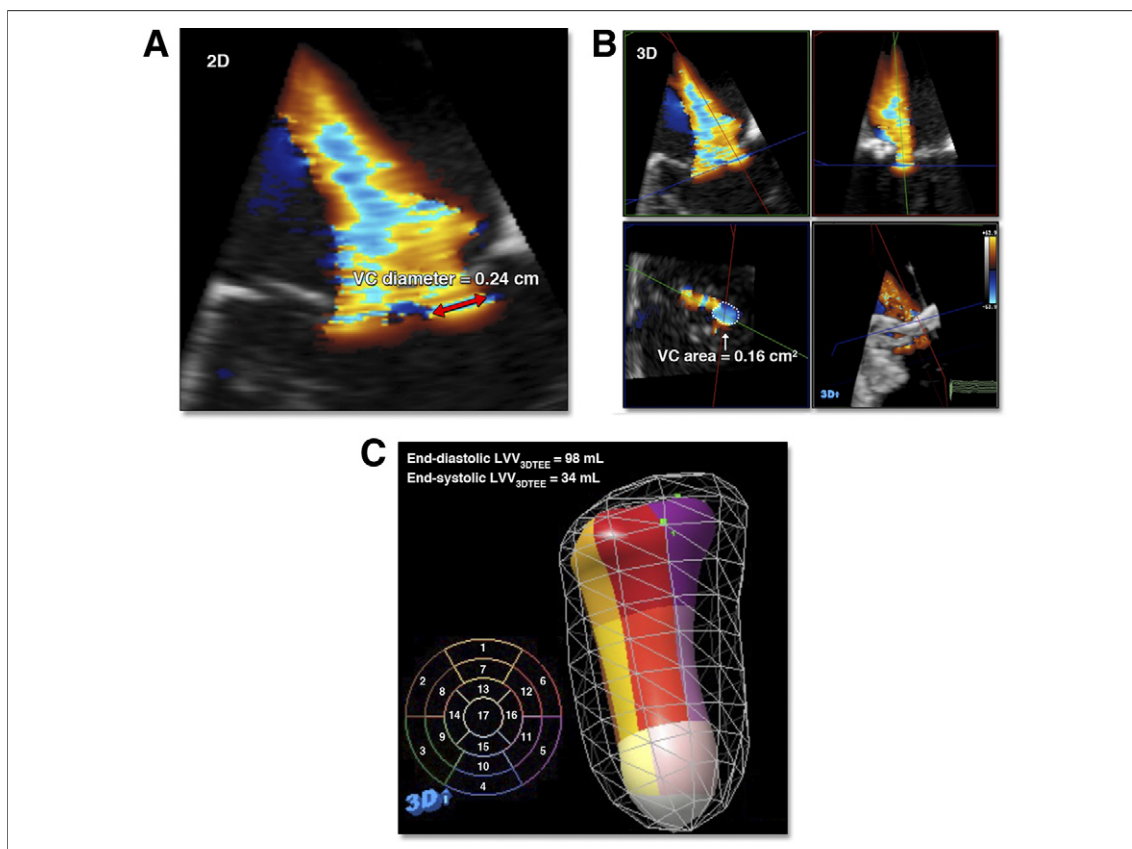 A
2D
VC diameter = 0.24 cm
B
3D
VC area = 0.16 cm²
3D↑
C
End-diastolic LVV3DTEE = 98 mL
End-systolic LVV3DTEE = 34 mL
1
7
2
6
8
13
12
14
17
16
9
11
3
15
5
10
4
3D↑